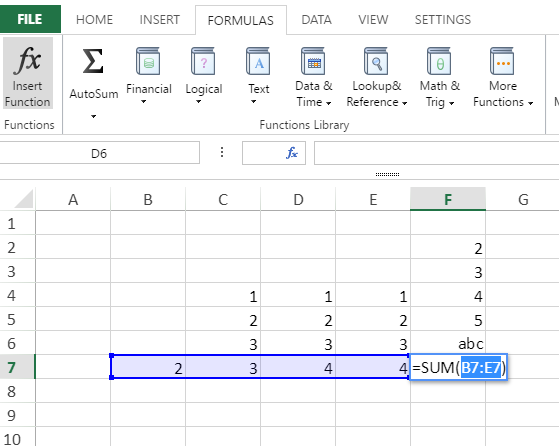 FILE HOME INSERT FORMULAS DATA VIEW SETTINGS
fx Σ ? A θ
Insert Function
AutoSum
Financial
Logical
Text
Data & Time
Lookup& Reference
Math & Trig
More Functions
Functions Functions Library
D6 fx
A B C D E F G
1
2 2
3 3
4 1 1 1 4
5 2 2 2 5
6 3 3 3 abc
7 2 3 4 4 =SUM(B7:E7)
8
9
10